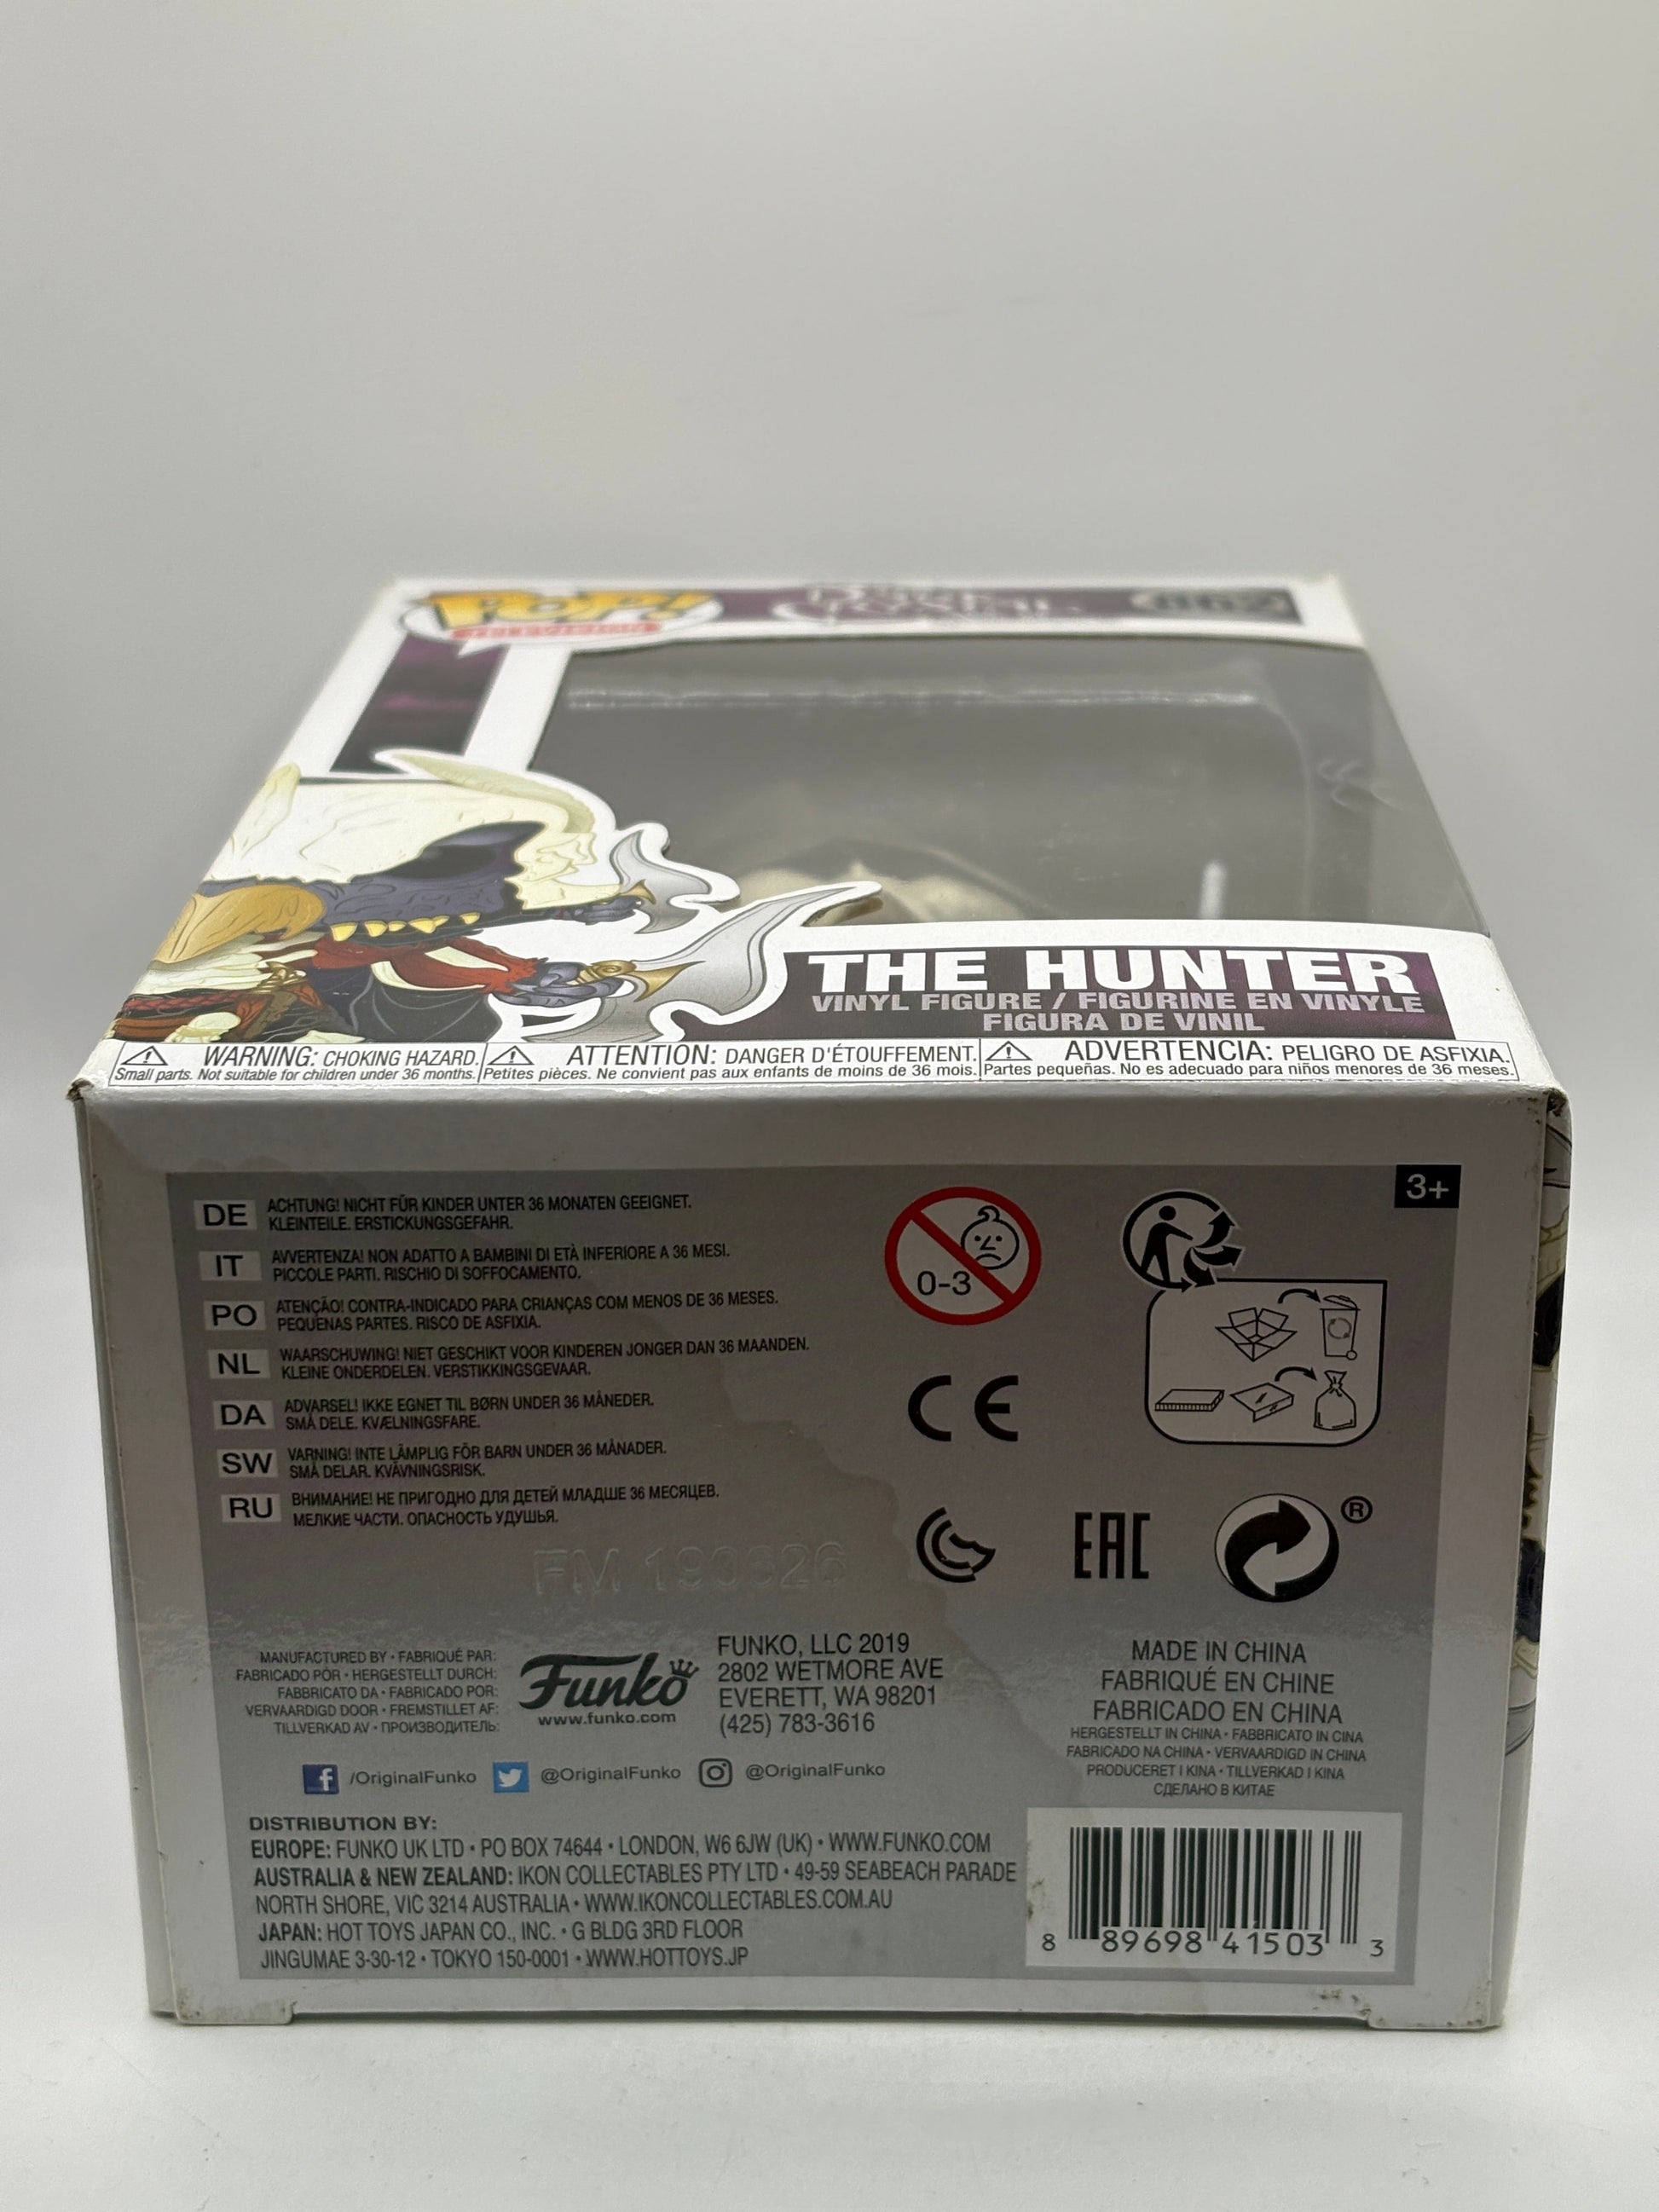 POP!
TELEVISION
862
THE HUNTER
VINYL FIGURE / FIGURINE EN VINYLE
FIGURA DE VINIL
WARNING: CHOKING HAZARD.
Small parts. Not suitable for children under 36 months.
ATTENTION: DANGER D'ÉTOUFFEMENT.
Petites pièces. Ne convient pas aux enfants de moins de 36 mois.
ADVERTENCIA: PELIGRO DE ASFIXIA.
Partes pequeñas. No es adecuado para niños menores de 36 meses.
3+
DE ACHTUNG! NICHT FÜR KINDER UNTER 36 MONATEN GEEIGNET.
KLEINTEILE. ERSTICKUNGSGEFAHR.
IT AVVERTENZA! NON ADATTO A BAMBINI DI ETÀ INFERIORE A 36 MESI.
PICCOLE PARTI. RISCHIO DI SOFFOCAMENTO.
PO ATENÇÃO! CONTRA-INDICADO PARA CRIANÇAS COM MENOS DE 36 MESES.
PEQUENAS PARTES. RISCO DE ASFIXIA.
NL WAARSCHUWING! NIET GESCHIKT VOOR KINDEREN JONGER DAN 36 MAANDEN.
KLEINE ONDERDELEN. VERSTIKKINGSGEVAAR.
DA ADVARSEL! IKKE EGNET TIL BØRN UNDER 36 MÅNEDER.
SMÅ DELE. KVÆLNINGSFARE.
SW VARNING! INTE LÄMPLIG FÖR BARN UNDER 36 MÅNADER.
SMÅ DELAR. KVÄVNINGSRISK.
RU ВНИМАНИЕ! НЕ ПРИГОДНО ДЛЯ ДЕТЕЙ МЛАДШЕ 36 МЕСЯЦЕВ.
МЕЛКИЕ ЧАСТИ. ОПАСНОСТЬ УДУШЬЯ.
0-3
CE
EAC
®
FM 190626
MANUFACTURED BY • FABRIQUÉ PAR:
FABRICADO POR • HERGESTELLT DURCH:
FABBRICATO DA • FABRICADO POR:
VERVAARDIGD DOOR • FREMSTILLET AF:
TILLVERKAD AV • ПРОИЗВОДИТЕЛЬ:
Funko
www.funko.com
FUNKO, LLC 2019
2802 WETMORE AVE
EVERETT, WA 98201
(425) 783-3616
/OriginalFunko @OriginalFunko @OriginalFunko
MADE IN CHINA
FABRIQUÉ EN CHINE
FABRICADO EN CHINA
HERGESTELLT IN CHINA • FABBRICATO IN CINA
FABRICADO NA CHINA • VERVAARDIGD IN CHINA
PRODUCERET I KINA • TILLVERKAD I KINA
СДЕЛАНО В КИТАЕ
DISTRIBUTION BY:
EUROPE: FUNKO UK LTD • PO BOX 74644 • LONDON, W6 6JW (UK) • WWW.FUNKO.COM
AUSTRALIA & NEW ZEALAND: IKON COLLECTABLES PTY LTD • 49-59 SEABEACH PARADE
NORTH SHORE, VIC 3214 AUSTRALIA • WWW.IKONCOLLECTABLES.COM.AU
JAPAN: HOT TOYS JAPAN CO., INC. • G BLDG 3RD FLOOR
JINGUMAE 3-30-12 • TOKYO 150-0001 • WWW.HOTTOYS.JP
8 89698 41503 3